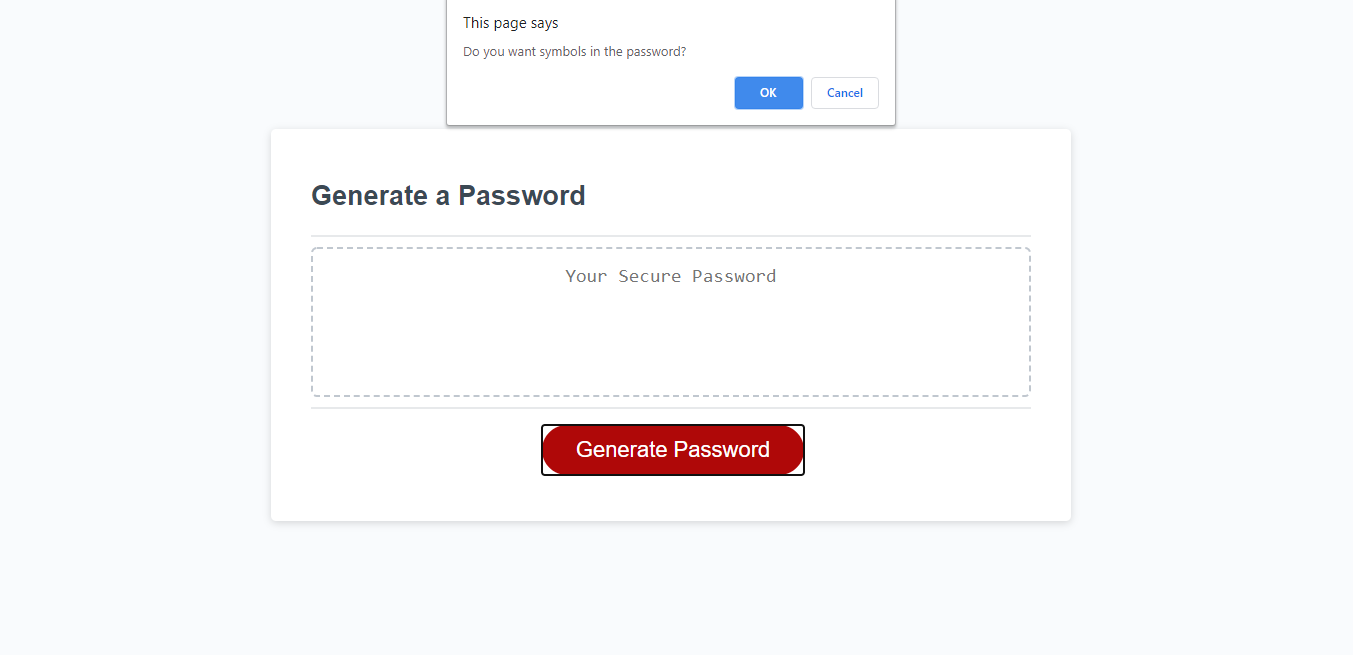 This page says
Do you want symbols in the password?
OK
Cancel
Generate a Password
Your Secure Password
Generate Password